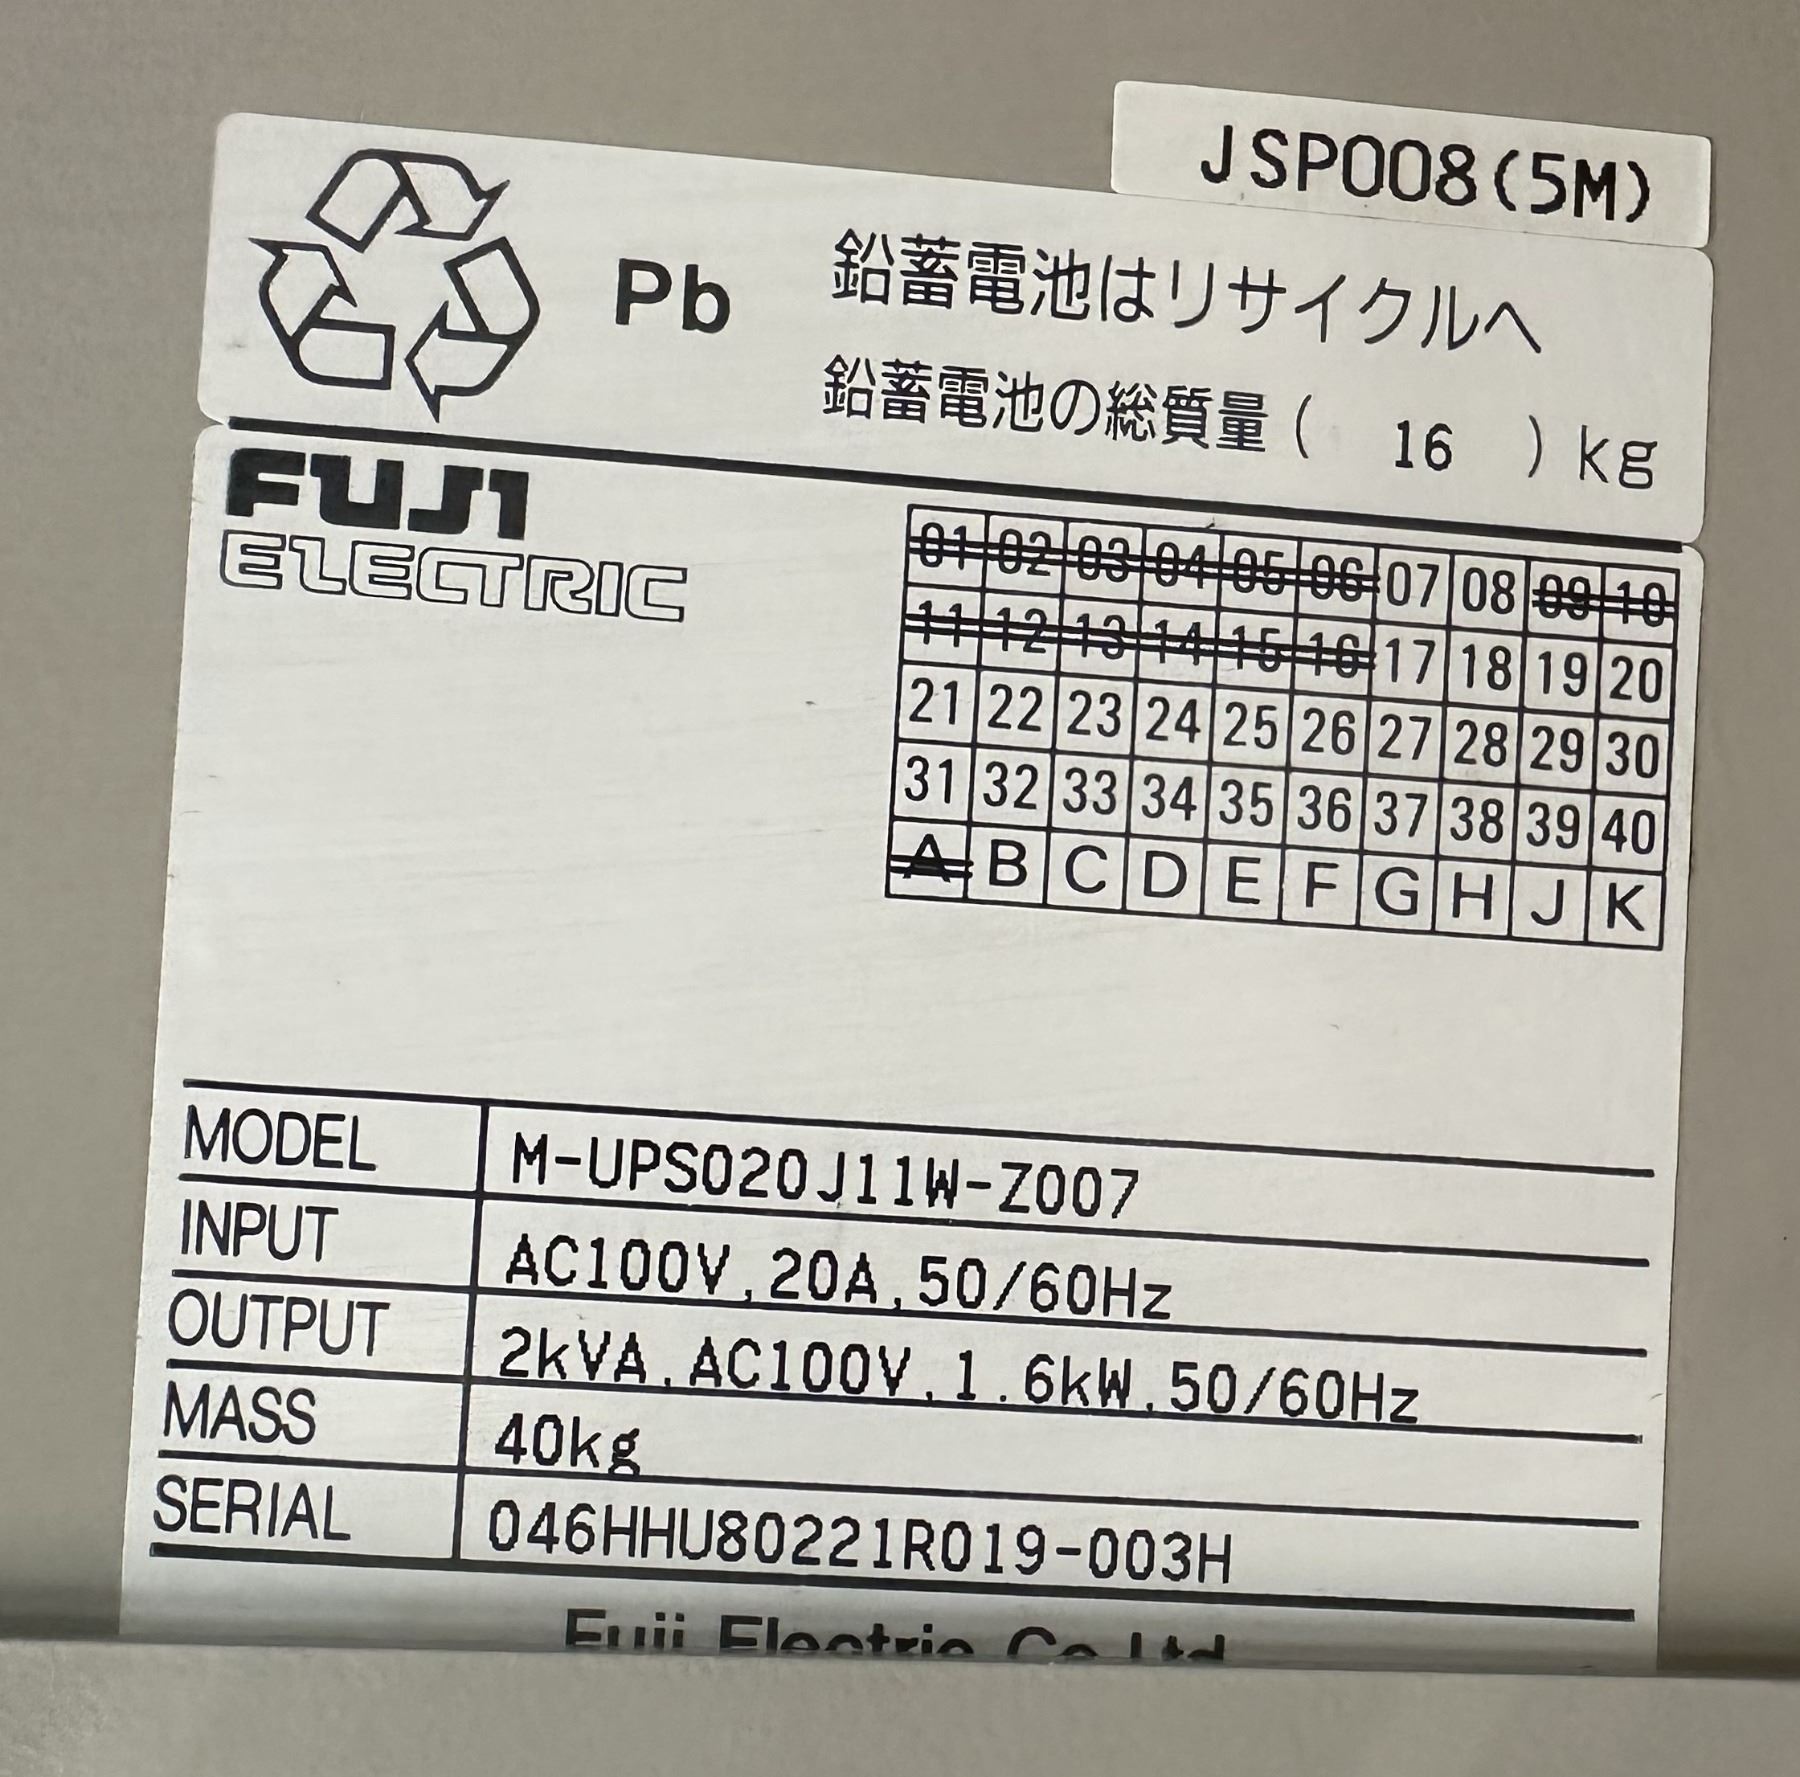 JSP008(5M)
Pb
鉛蓄電池はリサイクルへ
鉛蓄電池の総質量( 16 )kg
FUJI
ELECTRIC
01 02 03 04 05 06 07 08 09 10
11 12 13 14 15 16 17 18 19 20
21 22 23 24 25 26 27 28 29 30
31 32 33 34 35 36 37 38 39 40
A B C D E F G H J K
MODEL M-UPS020J11W-Z007
INPUT AC100V,20A,50/60Hz
OUTPUT 2kVA,AC100V,1.6kW,50/60Hz
MASS 40kg
SERIAL 046HHU80221R019-003H
Fuji Electric Co.,Ltd.